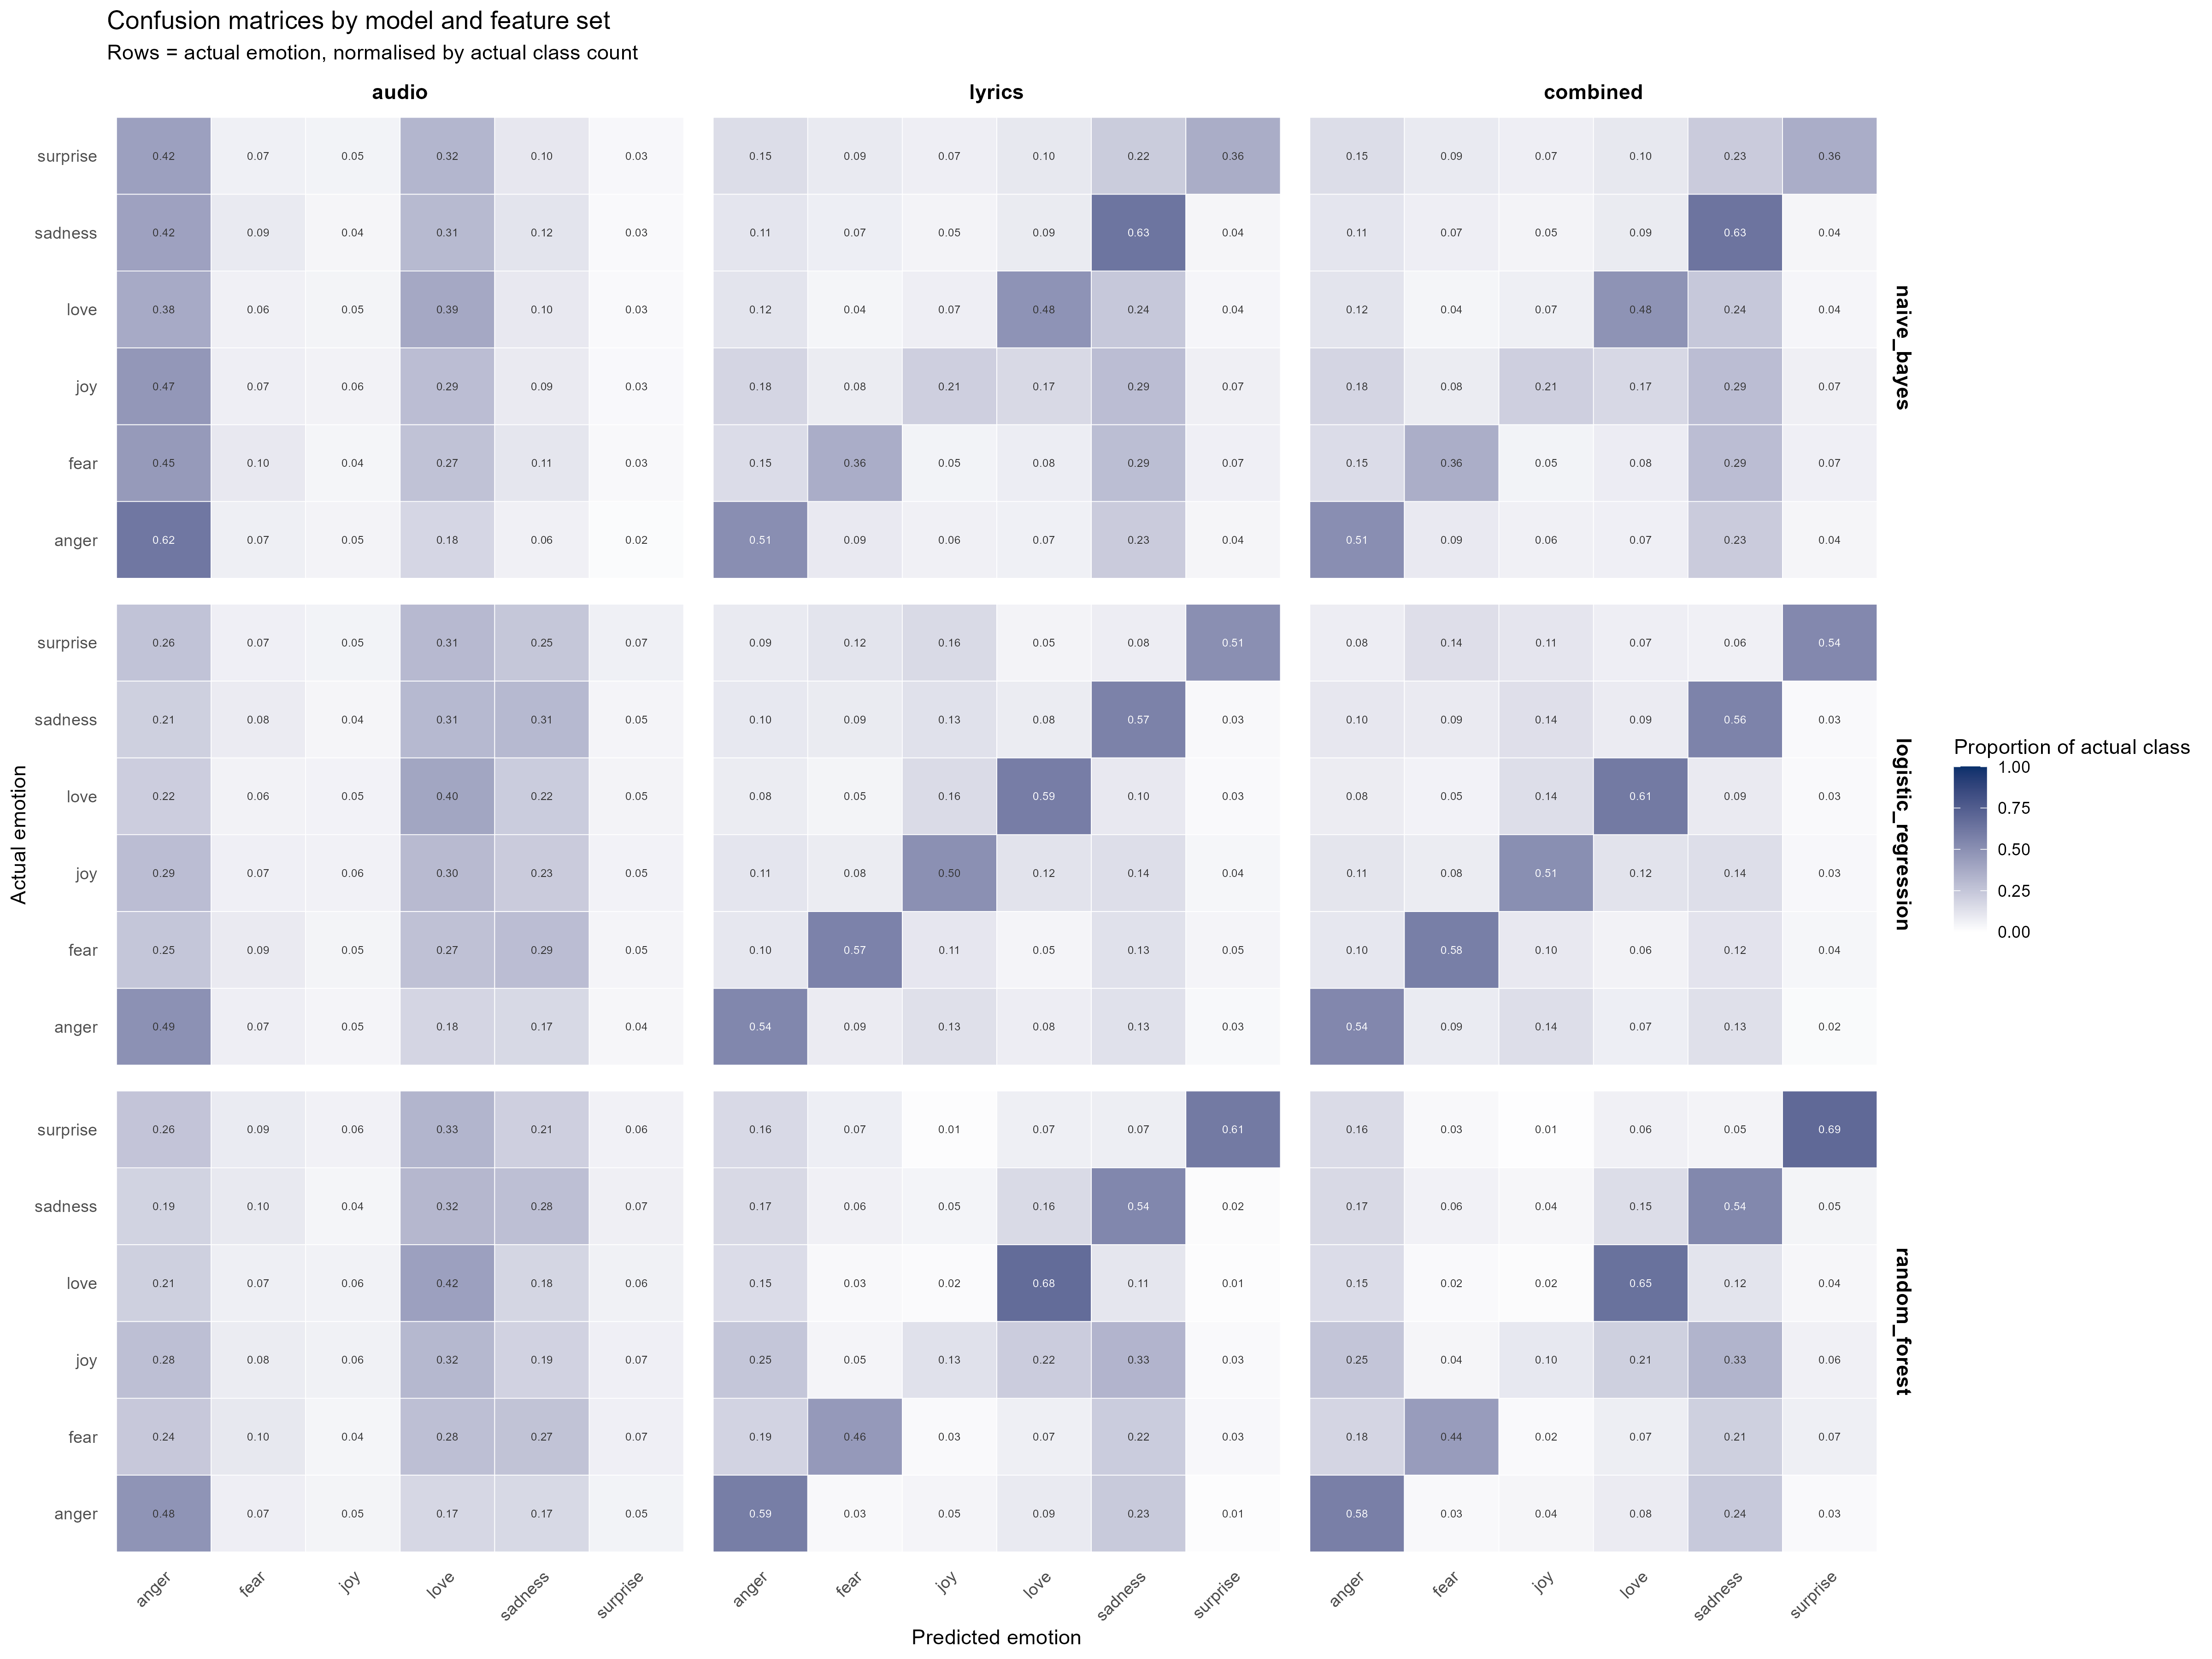 Confusion matrices by model and feature set
Rows = actual emotion, normalised by actual class count
audio lyrics combined
surprise 0.42 0.07 0.05 0.32 0.10 0.03 0.15 0.09 0.07 0.10 0.22 0.36 0.15 0.09 0.07 0.10 0.23 0.36
sadness 0.42 0.09 0.04 0.31 0.12 0.03 0.11 0.07 0.05 0.09 0.63 0.04 0.11 0.07 0.05 0.09 0.63 0.04
love 0.38 0.06 0.05 0.39 0.10 0.03 0.12 0.04 0.07 0.48 0.24 0.04 0.12 0.04 0.07 0.48 0.24 0.04
joy 0.47 0.07 0.06 0.29 0.09 0.03 0.18 0.08 0.21 0.17 0.29 0.07 0.18 0.08 0.21 0.17 0.29 0.07
fear 0.45 0.10 0.04 0.27 0.11 0.03 0.15 0.36 0.05 0.08 0.29 0.07 0.15 0.36 0.05 0.08 0.29 0.07
anger 0.62 0.07 0.05 0.18 0.06 0.02 0.51 0.09 0.06 0.07 0.23 0.04 0.51 0.09 0.06 0.07 0.23 0.04
naive_bayes
surprise 0.26 0.07 0.05 0.31 0.25 0.07 0.09 0.12 0.16 0.05 0.08 0.51 0.08 0.14 0.11 0.07 0.06 0.54
sadness 0.21 0.08 0.04 0.31 0.31 0.05 0.10 0.09 0.13 0.08 0.57 0.03 0.10 0.09 0.14 0.09 0.56 0.03
love 0.22 0.06 0.05 0.40 0.22 0.05 0.08 0.05 0.16 0.59 0.10 0.03 0.08 0.05 0.14 0.61 0.09 0.03
joy 0.29 0.07 0.06 0.30 0.23 0.05 0.11 0.08 0.50 0.12 0.14 0.04 0.11 0.08 0.51 0.12 0.14 0.03
fear 0.25 0.09 0.05 0.27 0.29 0.05 0.10 0.57 0.11 0.05 0.13 0.05 0.10 0.58 0.10 0.06 0.12 0.04
anger 0.49 0.07 0.05 0.18 0.17 0.04 0.54 0.09 0.13 0.08 0.13 0.03 0.54 0.09 0.14 0.07 0.13 0.02
logistic_regression
surprise 0.26 0.09 0.06 0.33 0.21 0.06 0.16 0.07 0.01 0.07 0.07 0.61 0.16 0.03 0.01 0.06 0.05 0.69
sadness 0.19 0.10 0.04 0.32 0.28 0.07 0.17 0.06 0.05 0.16 0.54 0.02 0.17 0.06 0.04 0.15 0.54 0.05
love 0.21 0.07 0.06 0.42 0.18 0.06 0.15 0.03 0.02 0.68 0.11 0.01 0.15 0.02 0.02 0.65 0.12 0.04
joy 0.28 0.08 0.06 0.32 0.19 0.07 0.25 0.05 0.13 0.22 0.33 0.03 0.25 0.04 0.10 0.21 0.33 0.06
fear 0.24 0.10 0.04 0.28 0.27 0.07 0.19 0.46 0.03 0.07 0.22 0.03 0.18 0.44 0.02 0.07 0.21 0.07
anger 0.48 0.07 0.05 0.17 0.17 0.05 0.59 0.03 0.05 0.09 0.23 0.01 0.58 0.03 0.04 0.08 0.24 0.03
random_forest
anger fear joy love sadness surprise anger fear joy love sadness surprise anger fear joy love sadness surprise
Predicted emotion
Actual emotion
Proportion of actual class
1.00
0.75
0.50
0.25
0.00